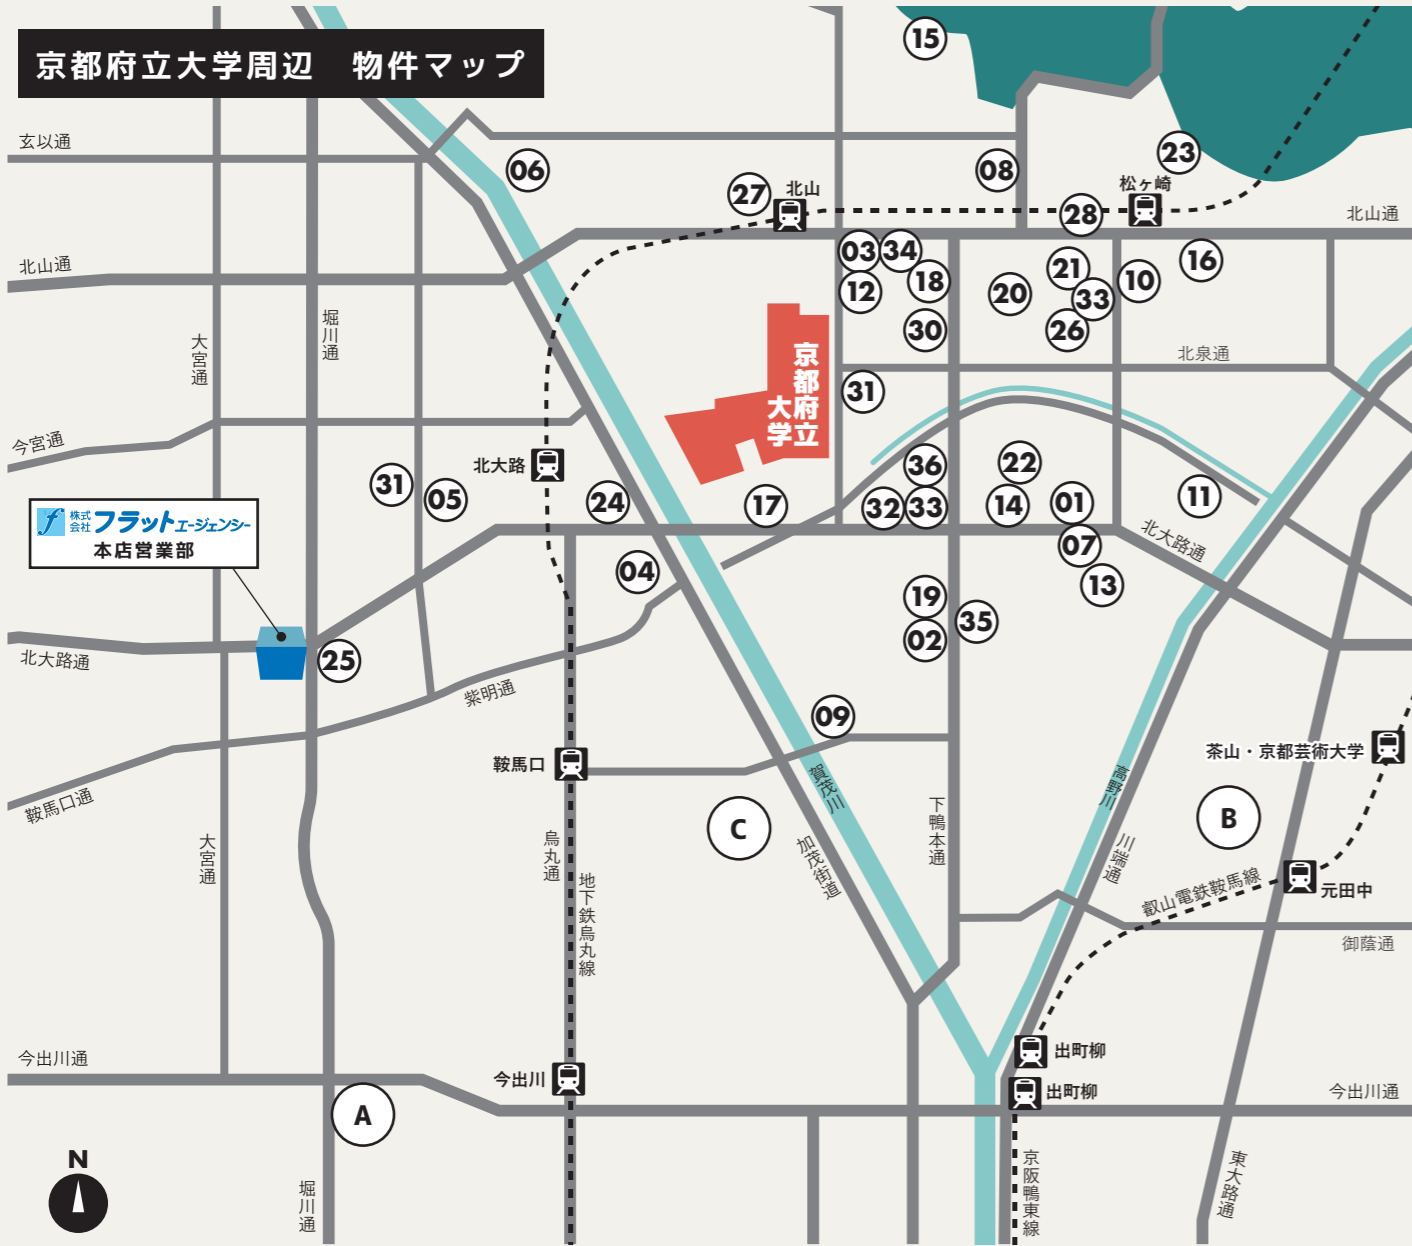 京都府立大学周辺　物件マップ
15
玄以通
06
08
23
27
北山
松ヶ崎
28
北山通
北山通
03
34
18
12
30
20
21
33
26
10
16
大宮通
堀川通
京都府立
大学
北泉通
31
今宮通
北大路
31
05
24
17
36
32
33
22
14
01
11
07
13
北大路通
株式
会社
フラットエージェンシー
本店営業部
04
19
02
35
25
北大路通
紫明通
09
鞍馬口
鞍馬口通
茶山・京都芸術大学
大宮通
烏丸通
地下鉄烏丸線
C
賀茂川
加茂街道
下鴨本通
高野川
川端通
B
叡山電鉄鞍馬線
元田中
御蔭通
今出川通
今出川
出町柳
出町柳
今出川通
A
N
堀川通
京阪鴨東線
東大路通